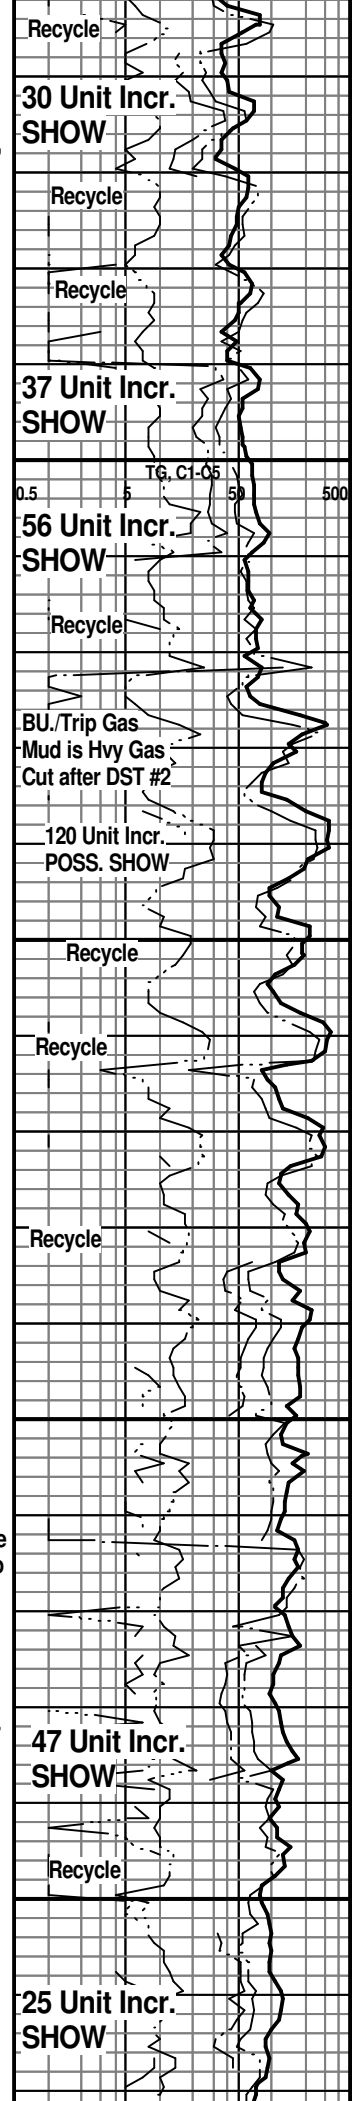 Recycle
30 Unit Incr.
SHOW
Recycle
Recycle
37 Unit Incr.
SHOW
TG, C1-C5
0.5 5 50 500
56 Unit Incr.
SHOW
Recycle
BU./Trip Gas
Mud is Hvy Gas
Cut after DST #2
120 Unit Incr.
POSS. SHOW
Recycle
Recycle
Recycle
47 Unit Incr.
SHOW
Recycle
25 Unit Incr.
SHOW